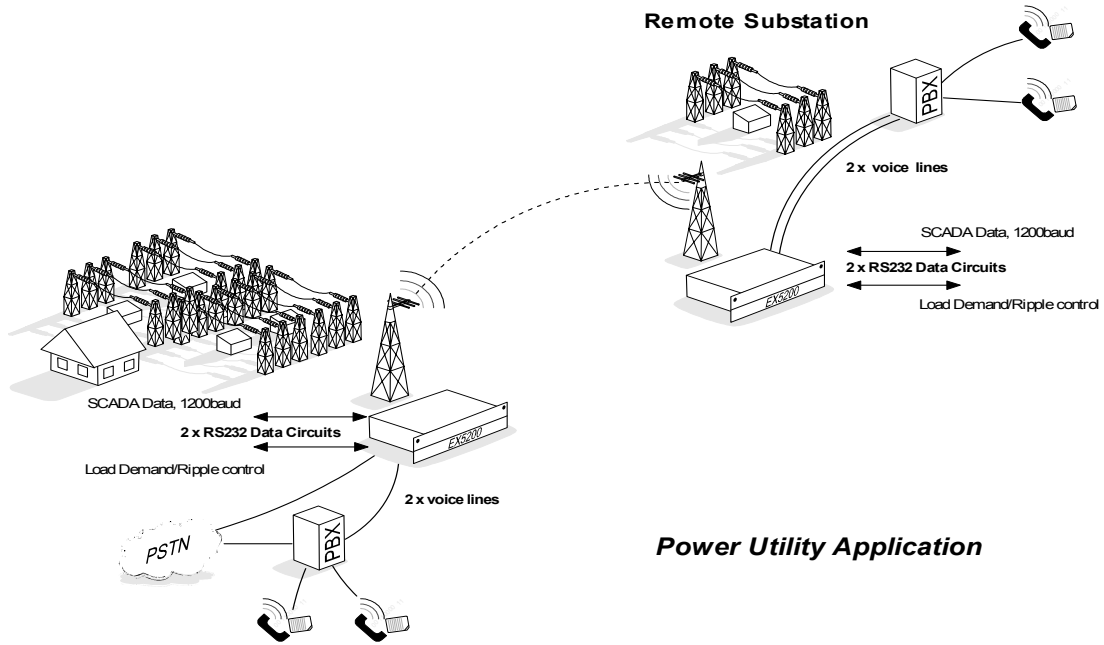 Remote Substation
PBX
2 x voice lines
SCADA Data, 1200baud
2 x RS232 Data Circuits
EX5200
Load Demand/Ripple control
SCADA Data, 1200baud
2 x RS232 Data Circuits
EX5200
Load Demand/Ripple control
2 x voice lines
PSTN
PBX
Power Utility Application